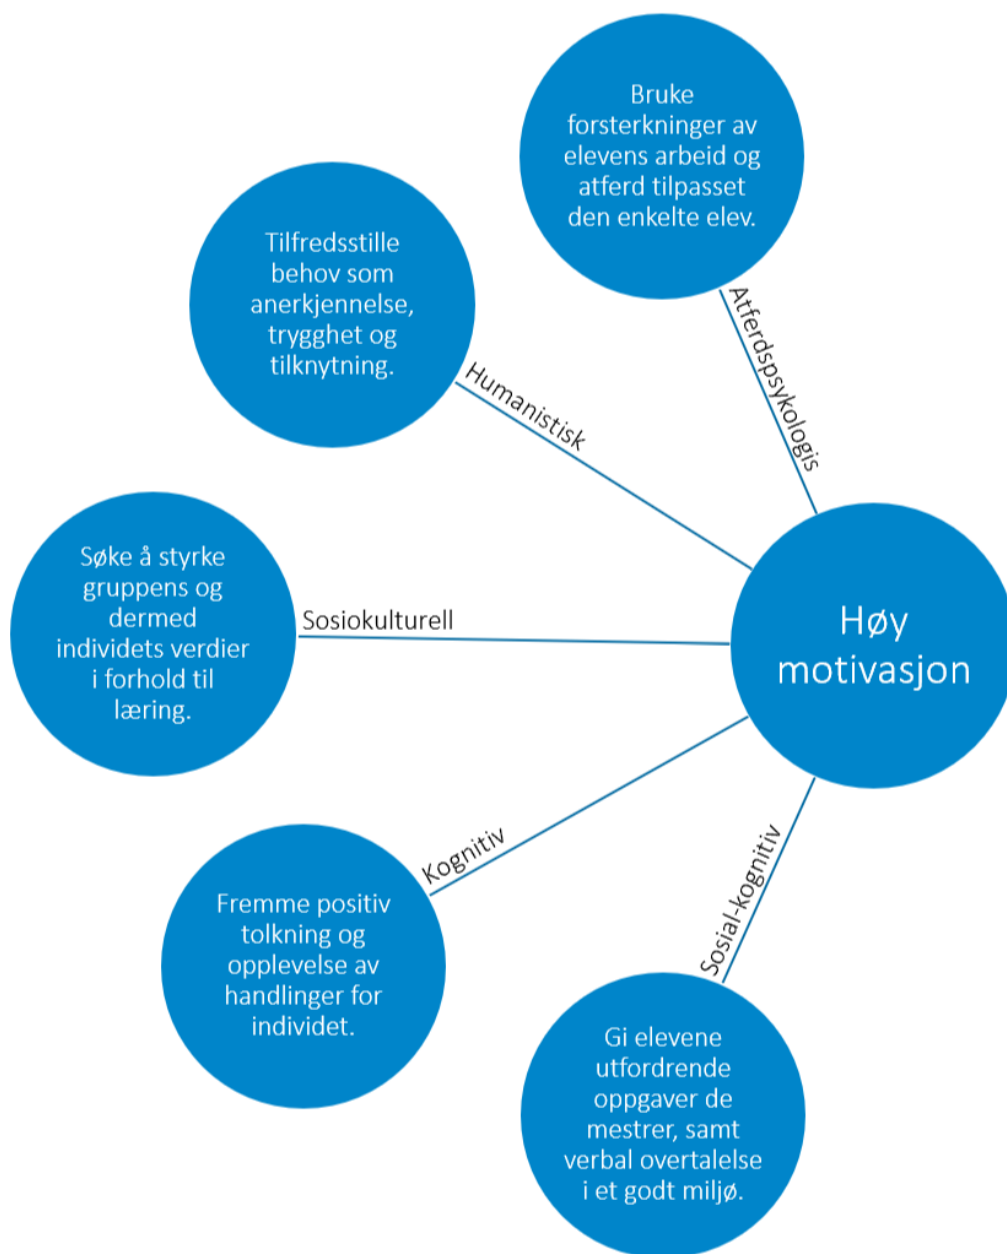 Bruke
forsterkninger av
elevens arbeid og
atferd tilpasset
den enkelte elev.
Atferdspsykologis
Tilfredsstille
behov som
anerkjennelse,
trygghet og
tilknytning.
Humanistisk
Søke å styrke
gruppens og
dermed
individets verdier
i forhold til
læring.
Sosiokulturell
Høy
motivasjon
Kognitiv
Fremme positiv
tolkning og
opplevelse av
handlinger for
individet.
Sosial-kognitiv
Gi elevene
utfordrende
oppgaver de
mestrer, samt
verbal overtalelse
i et godt miljø.